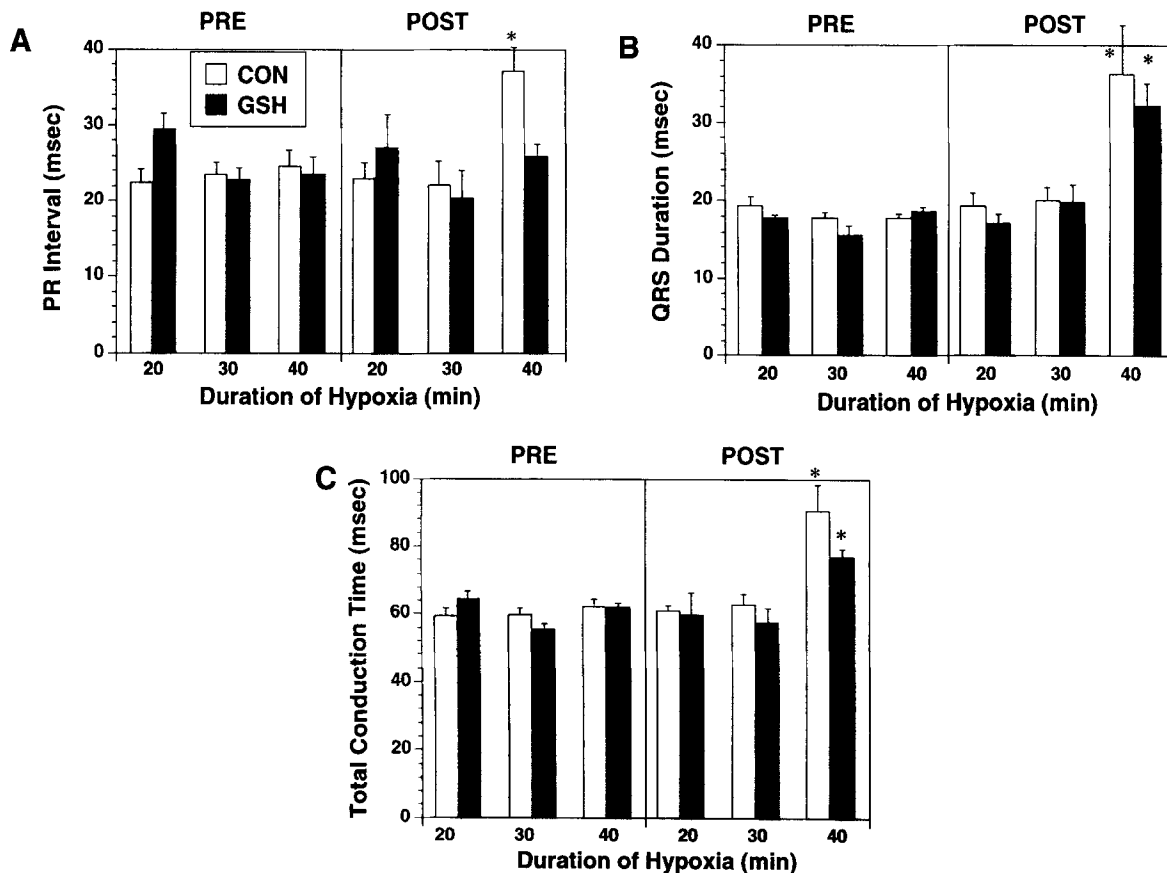 A
PRE
POST
40
30
20
10
0
PR Interval (msec)
CON
GSH
*
20
30
40
20
30
40
Duration of Hypoxia (min)
B
PRE
POST
40
30
20
10
0
QRS Duration (msec)
*
*
20
30
40
20
30
40
Duration of Hypoxia (min)
C
PRE
POST
100
80
60
40
20
0
Total Conduction Time (msec)
*
*
20
30
40
20
30
40
Duration of Hypoxia (min)